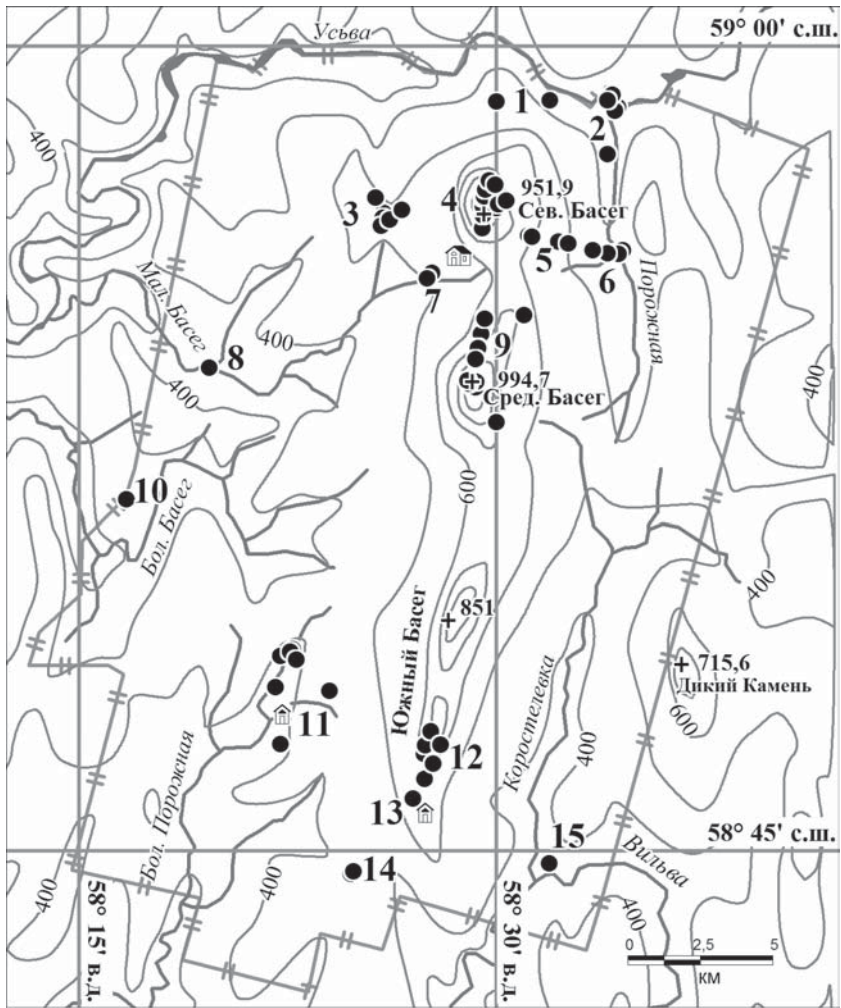 Усьва
59° 00' с.ш.
400
1
2
3
4
951,9
Сев. Басег
5
6
7
Мал. Басег
Порожная
8
400
9
994,7
Сред. Басег
400
400
600
10
Бол. Басег
400
851
Южный Басег
715,6
Дикий Камень
600
11
12
Коростелевка
400
13
Бол. Порожная
58° 45' с.ш.
15
Вильва
14
400
400
400
58° 15' в.д.
58° 30' в.д.
0 2,5 5
КМ